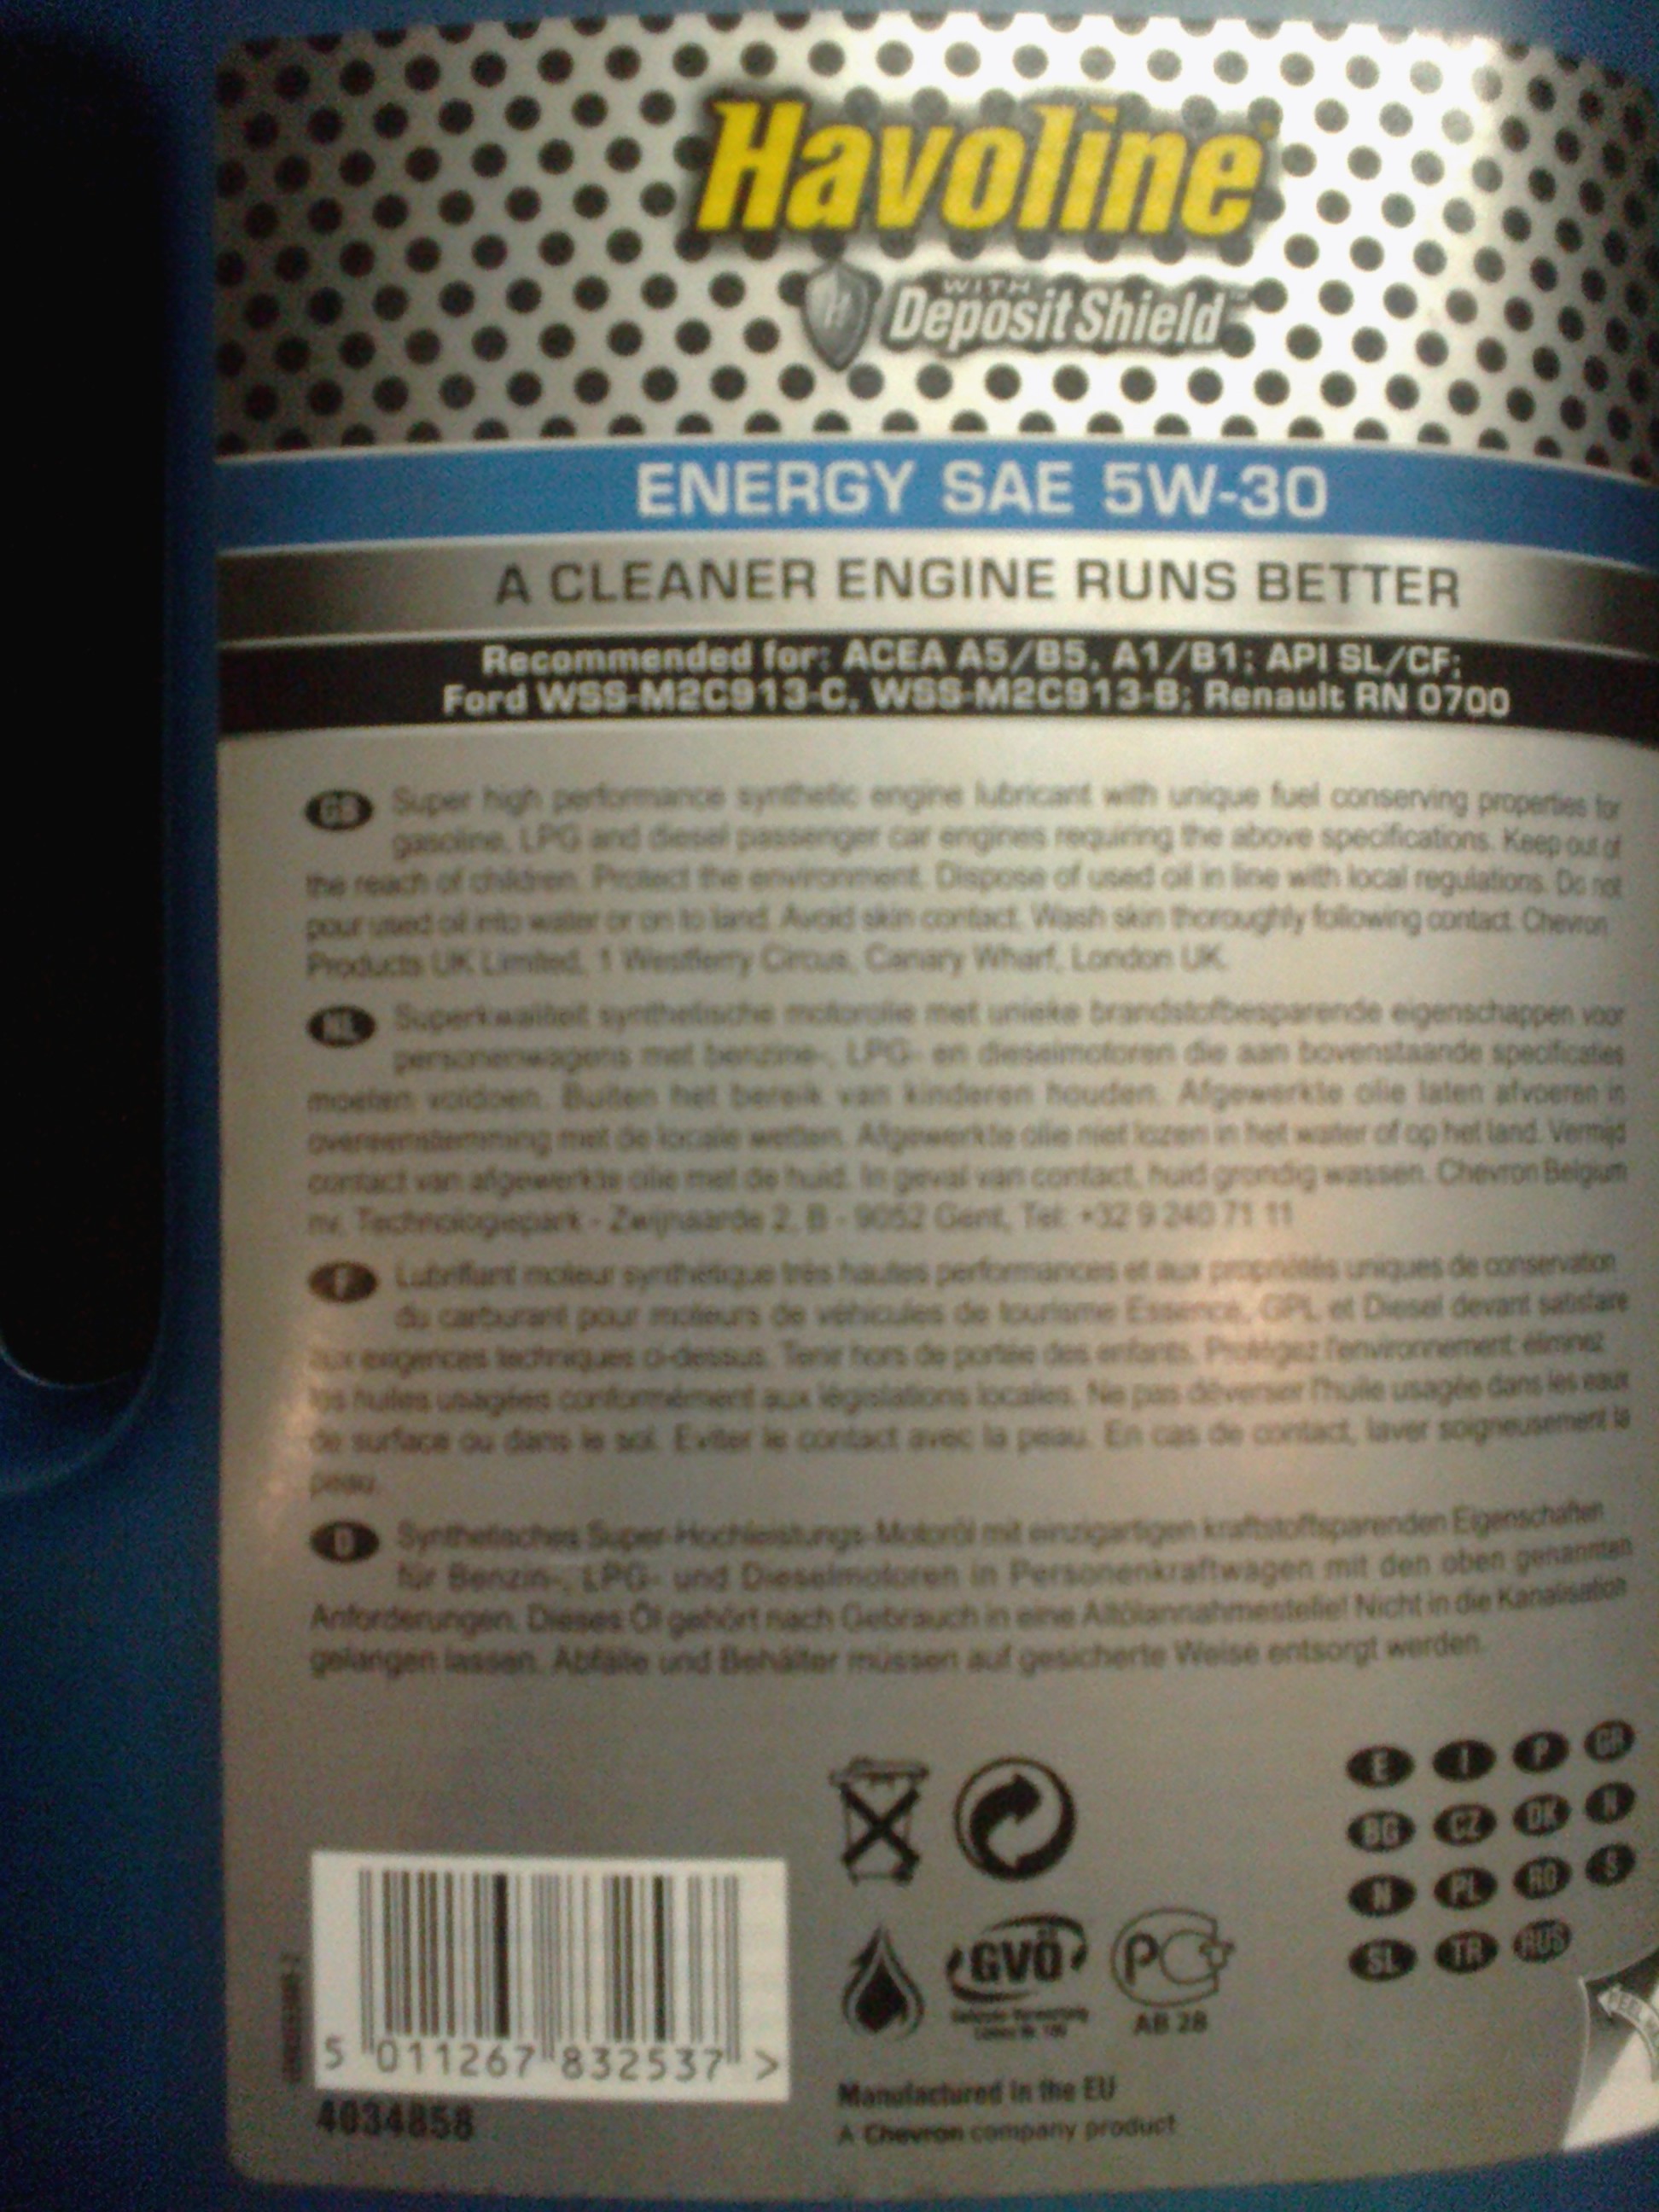 Havoline
WITH
Deposit Shield™
ENERGY SAE 5W-30
A CLEANER ENGINE RUNS BETTER
Recommended for: ACEA A5/B5, A1/B1; API SL/CF;
Ford WSS-M2C913-C, WSS-M2C913-B; Renault RN 0700
GB Super high performance synthetic engine lubricant with unique fuel conserving properties for
gasoline, LPG and diesel passenger car engines requiring the above specifications. Keep out of
the reach of children. Protect the environment. Dispose of used oil in line with local regulations. Do not
pour used oil into water or on to land. Avoid skin contact. Wash skin thoroughly following contact. Chevron
Products UK Limited, 1 Westferry Circus, Canary Wharf, London UK.
NL Superkwaliteit synthetische motorolie met unieke brandstofbesparende eigenschappen voor
personenwagens met benzine-, LPG- en dieselmotoren die aan bovenstaande specificaties
moeten voldoen. Buiten het bereik van kinderen houden. Afgewerkte olie laten afvoeren in
overeenstemming met de locale wetten. Afgewerkte olie niet lozen in het water of op het land. Vermijd
contact van afgewerkte olie met de huid. In geval van contact, huid grondig wassen. Chevron Belgium
nv, Technologiepark - Zwijnaarde 2, B - 9052 Gent, Tel: +32 9 240 71 11
F Lubrifiant moteur synthétique très hautes performances et aux propriétés uniques de conservation
du carburant pour moteurs de véhicules de tourisme Essence, GPL et Diesel devant satisfaire
aux exigences techniques ci-dessus. Tenir hors de portée des enfants. Protégez l'environnement: éliminez
les huiles usagées conformément aux législations locales. Ne pas déverser l'huile usagée dans les eaux
de surface ou dans le sol. Eviter le contact avec la peau. En cas de contact, laver soigneusement la
peau.
D Synthetisches Super-Hochleistungs-Motoröl mit einzigartigen kraftstoffsparenden Eigenschaften
für Benzin-, LPG- und Dieselmotoren in Personenkraftwagen mit den oben genannten
Anforderungen. Dieses Öl gehört nach Gebrauch in eine Altölannahmestelle! Nicht in die Kanalisation
gelangen lassen. Abfälle und Behälter müssen auf gesicherte Weise entsorgt werden.
E I P GR
BG CZ DK
N PL RO S
SL TR RUS
GVÖ
PC
AB 28
5 011267 832537 >
4034858
Manufactured in the EU
A Chevron company product